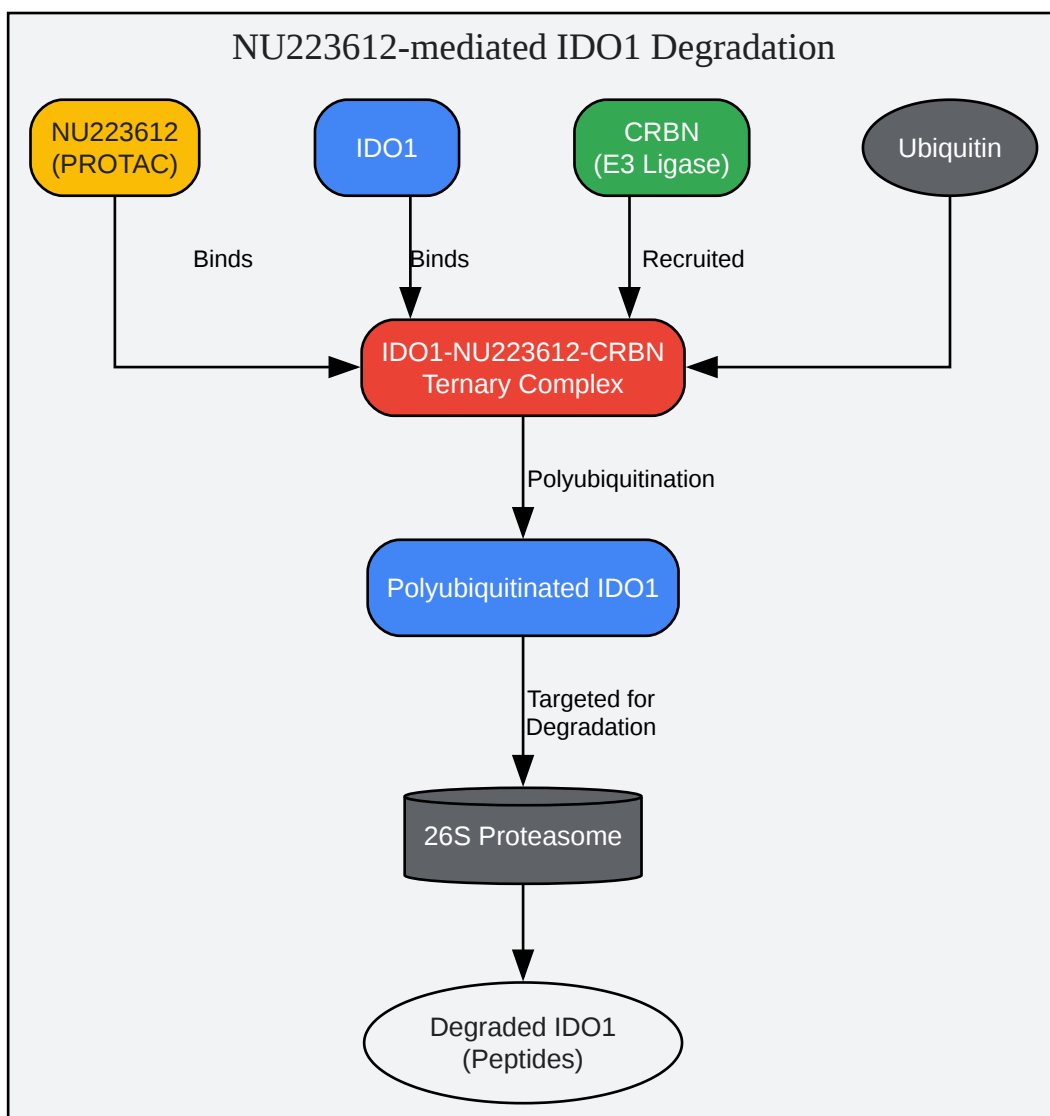 NU223612-mediated IDO1 Degradation
NU223612
(PROTAC)
IDO1
CRBN
(E3 Ligase)
Ubiquitin
Binds
Binds
Recruited
IDO1-NU223612-CRBN
Ternary Complex
Polyubiquitination
Polyubiquitinated IDO1
Targeted for
Degradation
26S Proteasome
Degraded IDO1
(Peptides)